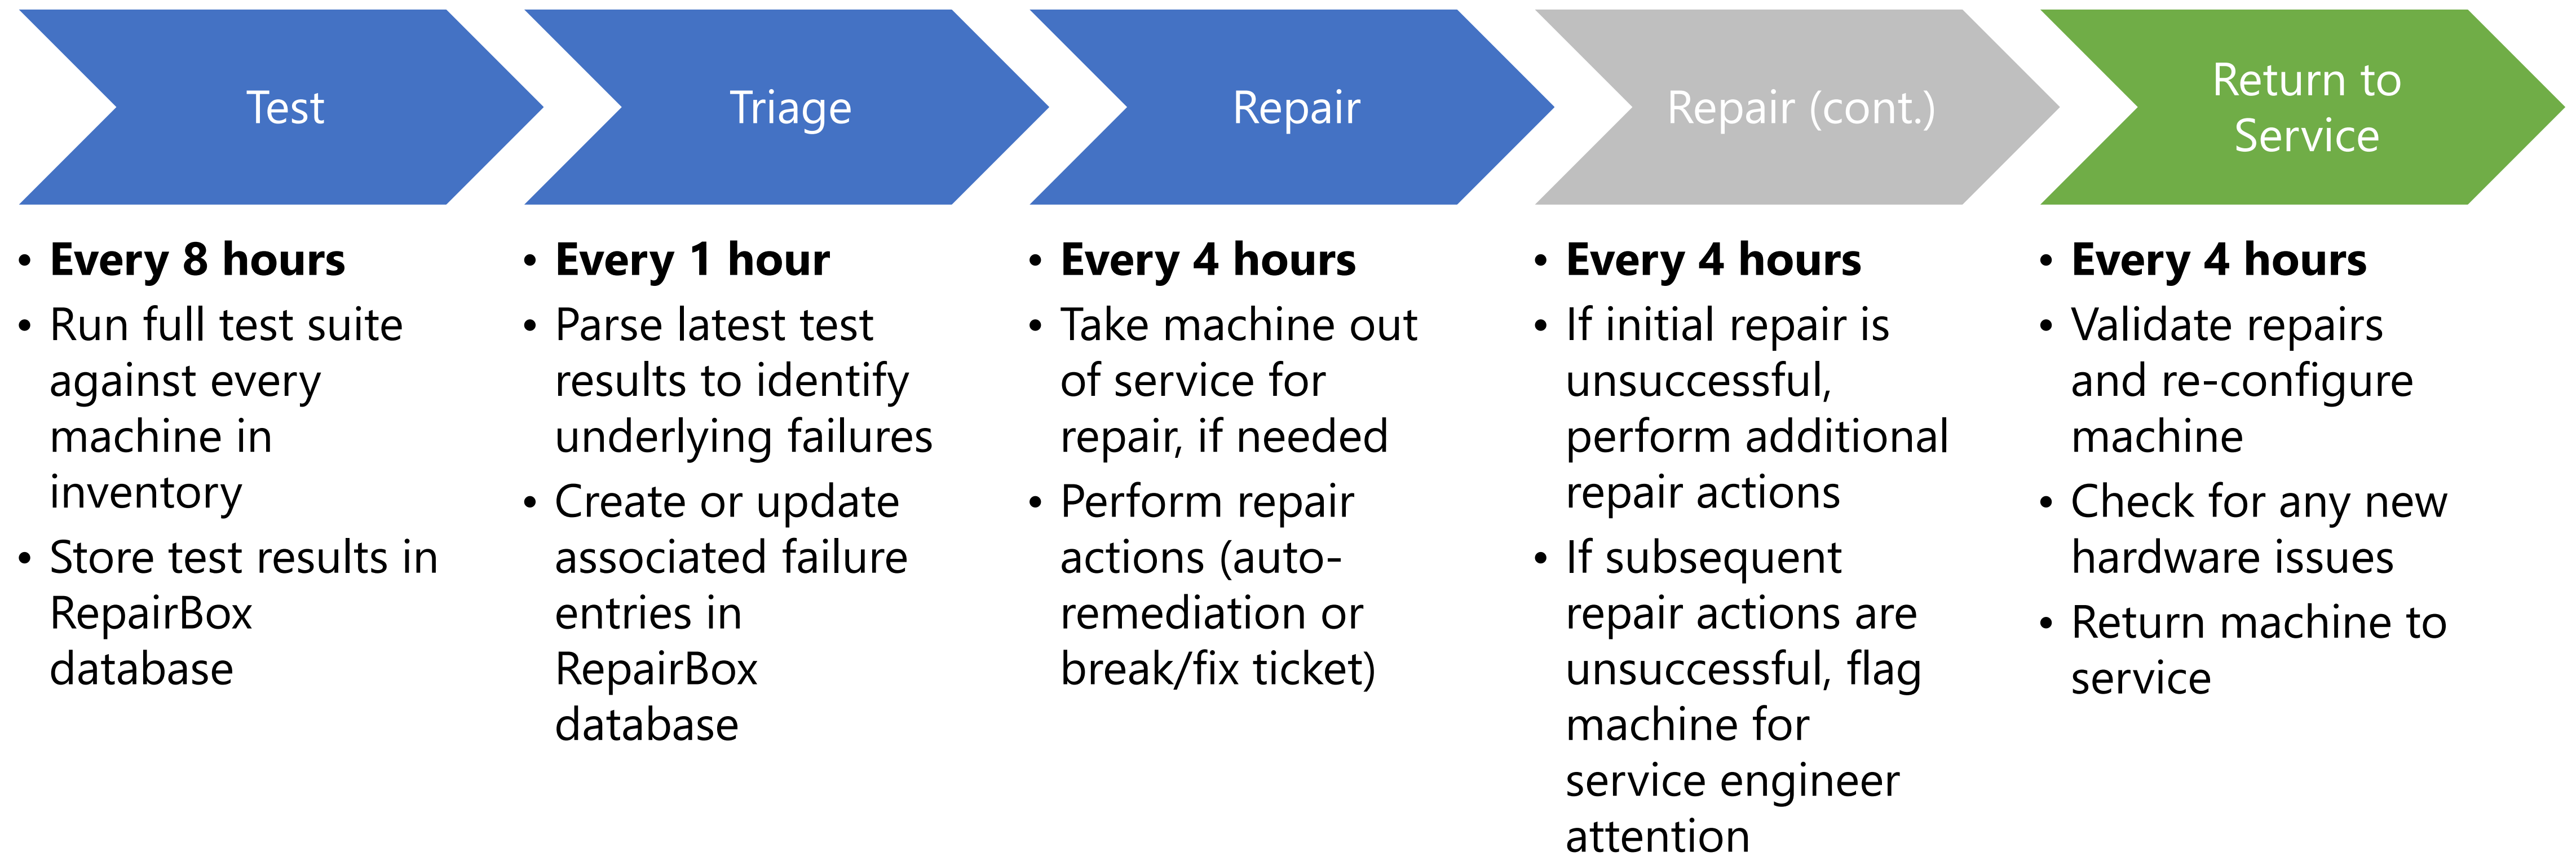 Test
• Every 8 hours
• Run full test suite
against every
machine in
inventory
• Store test results in
RepairBox
database
Triage
• Every 1 hour
• Parse latest test
results to identify
underlying failures
• Create or update
associated failure
entries in
RepairBox
database
Repair
• Every 4 hours
• Take machine out
of service for
repair, if needed
• Perform repair
actions (auto-
remediation or
break/fix ticket)
Repair (cont.)
• Every 4 hours
• If initial repair is
unsuccessful,
perform additional
repair actions
• If subsequent
repair actions are
unsuccessful, flag
machine for
service engineer
attention
Return to
Service
• Every 4 hours
• Validate repairs
and re-configure
machine
• Check for any new
hardware issues
• Return machine to
service